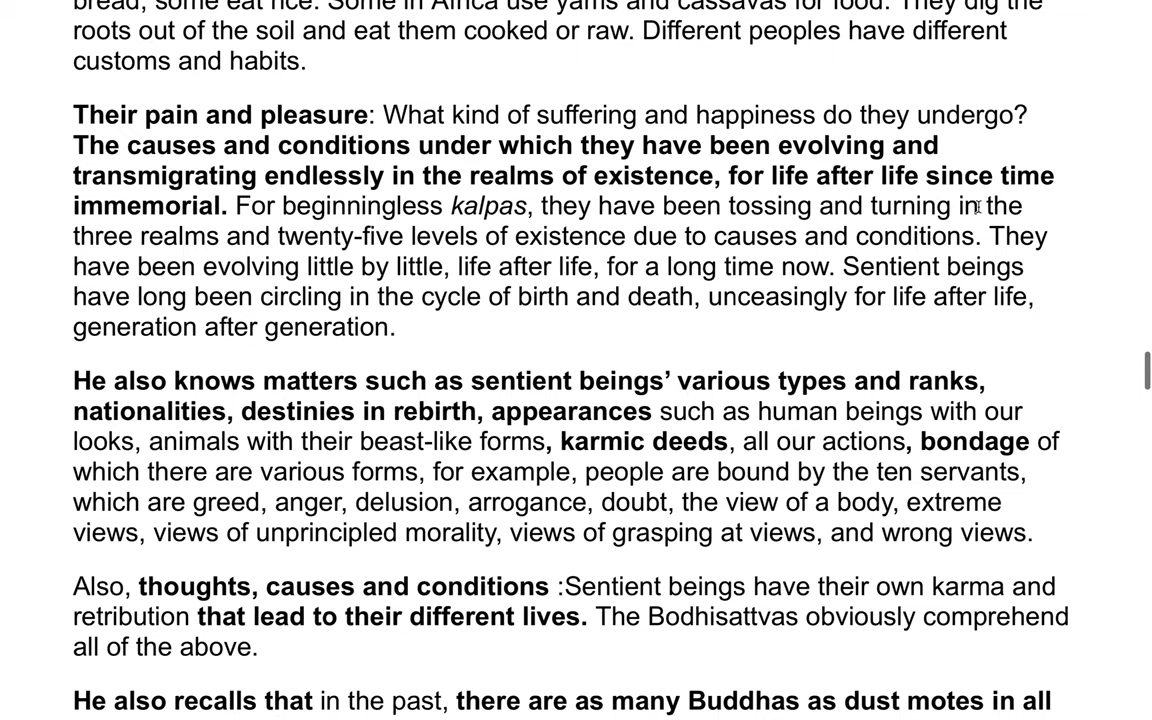 bread, some eat rice. Some in Africa use yams and cassavas for food. They dig the
roots out of the soil and eat them cooked or raw. Different peoples have different
customs and habits.
Their pain and pleasure: What kind of suffering and happiness do they undergo?
The causes and conditions under which they have been evolving and
transmigrating endlessly in the realms of existence, for life after life since time
immemorial. For beginningless kalpas, they have been tossing and turning in the
three realms and twenty-five levels of existence due to causes and conditions. They
have been evolving little by little, life after life, for a long time now. Sentient beings
have long been circling in the cycle of birth and death, unceasingly for life after life,
generation after generation.
He also knows matters such as sentient beings’ various types and ranks,
nationalities, destinies in rebirth, appearances such as human beings with our
looks, animals with their beast-like forms, karmic deeds, all our actions, bondage of
which there are various forms, for example, people are bound by the ten servants,
which are greed, anger, delusion, arrogance, doubt, the view of a body, extreme
views, views of unprincipled morality, views of grasping at views, and wrong views.
Also, thoughts, causes and conditions :Sentient beings have their own karma and
retribution that lead to their different lives. The Bodhisattvas obviously comprehend
all of the above.
He also recalls that in the past, there are as many Buddhas as dust motes in all